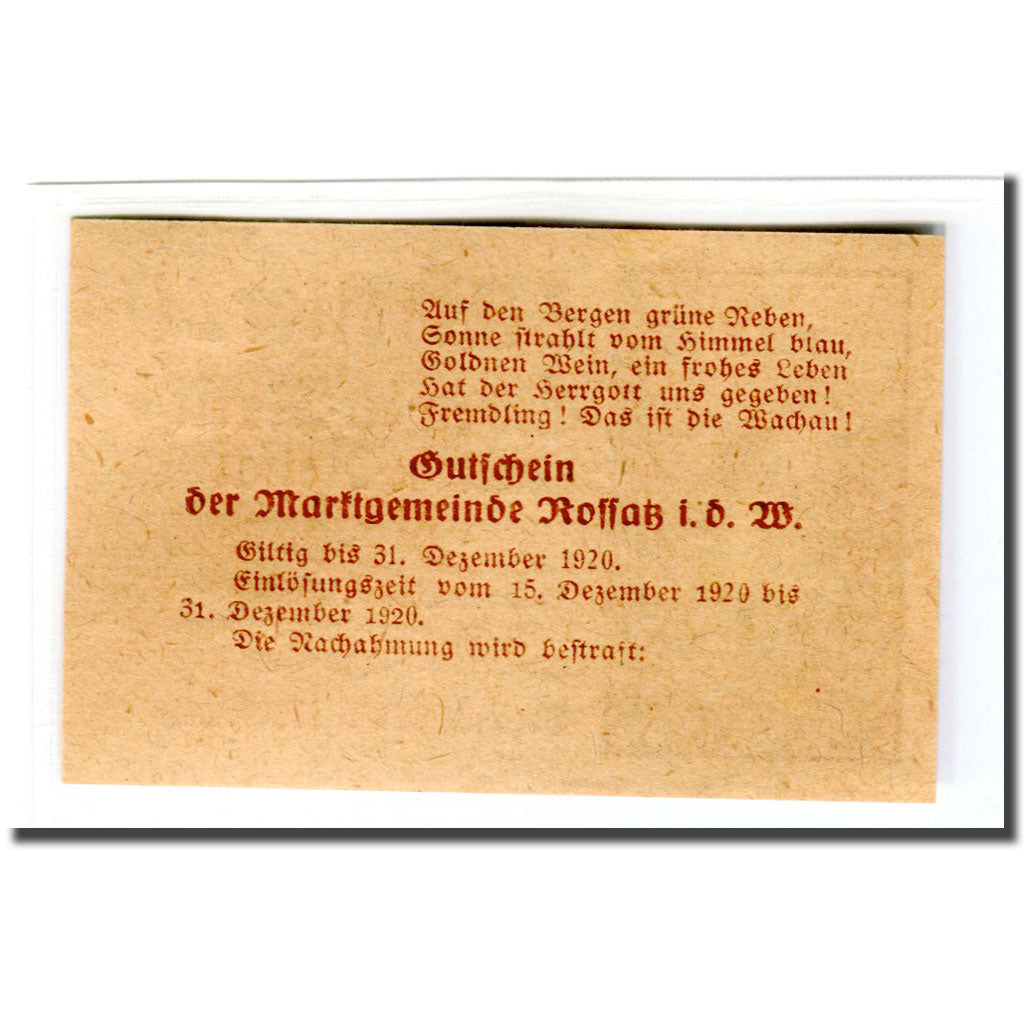 Auf den Bergen grüne Reben,
Sonne strahlt vom Himmel blau,
Goldnen Wein, ein frohes Leben
Hat der Herrgott uns gegeben!
Fremdling! Das ist die Wachau!
Gutschein
der Marktgemeinde Rossatz i. d. W.
Giltig bis 31. Dezember 1920.
Einlösungszeit vom 15. Dezember 1920 bis
31. Dezember 1920.
Die Nachahmung wird bestraft: